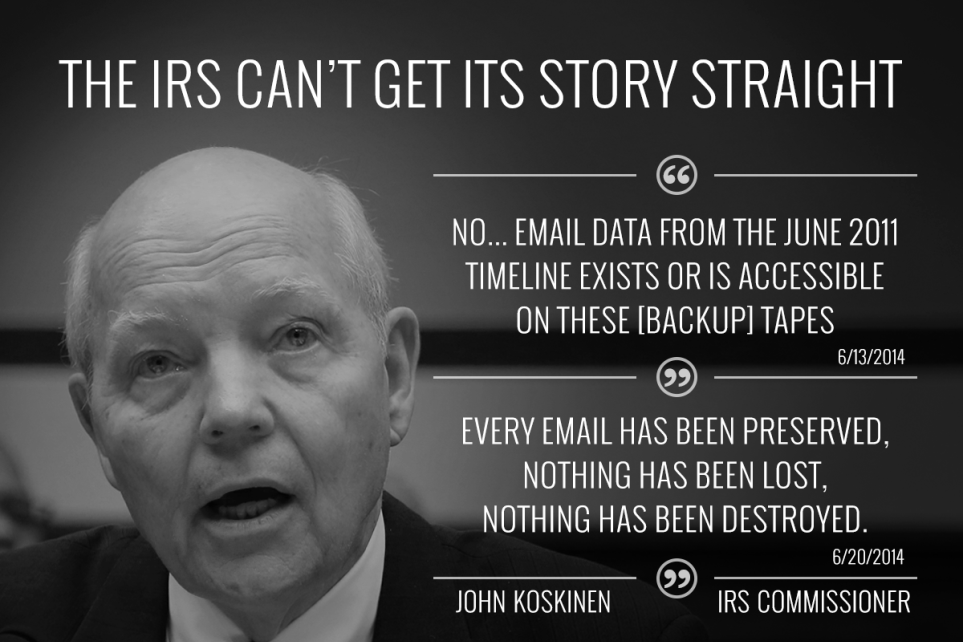 THE IRS CAN'T GET ITS STORY STRAIGHT
“
NO... EMAIL DATA FROM THE JUNE 2011
TIMELINE EXISTS OR IS ACCESSIBLE
ON THESE [BACKUP] TAPES
6/13/2014
”
EVERY EMAIL HAS BEEN PRESERVED,
NOTHING HAS BEEN LOST,
NOTHING HAS BEEN DESTROYED.
6/20/2014
”
JOHN KOSKINEN IRS COMMISSIONER